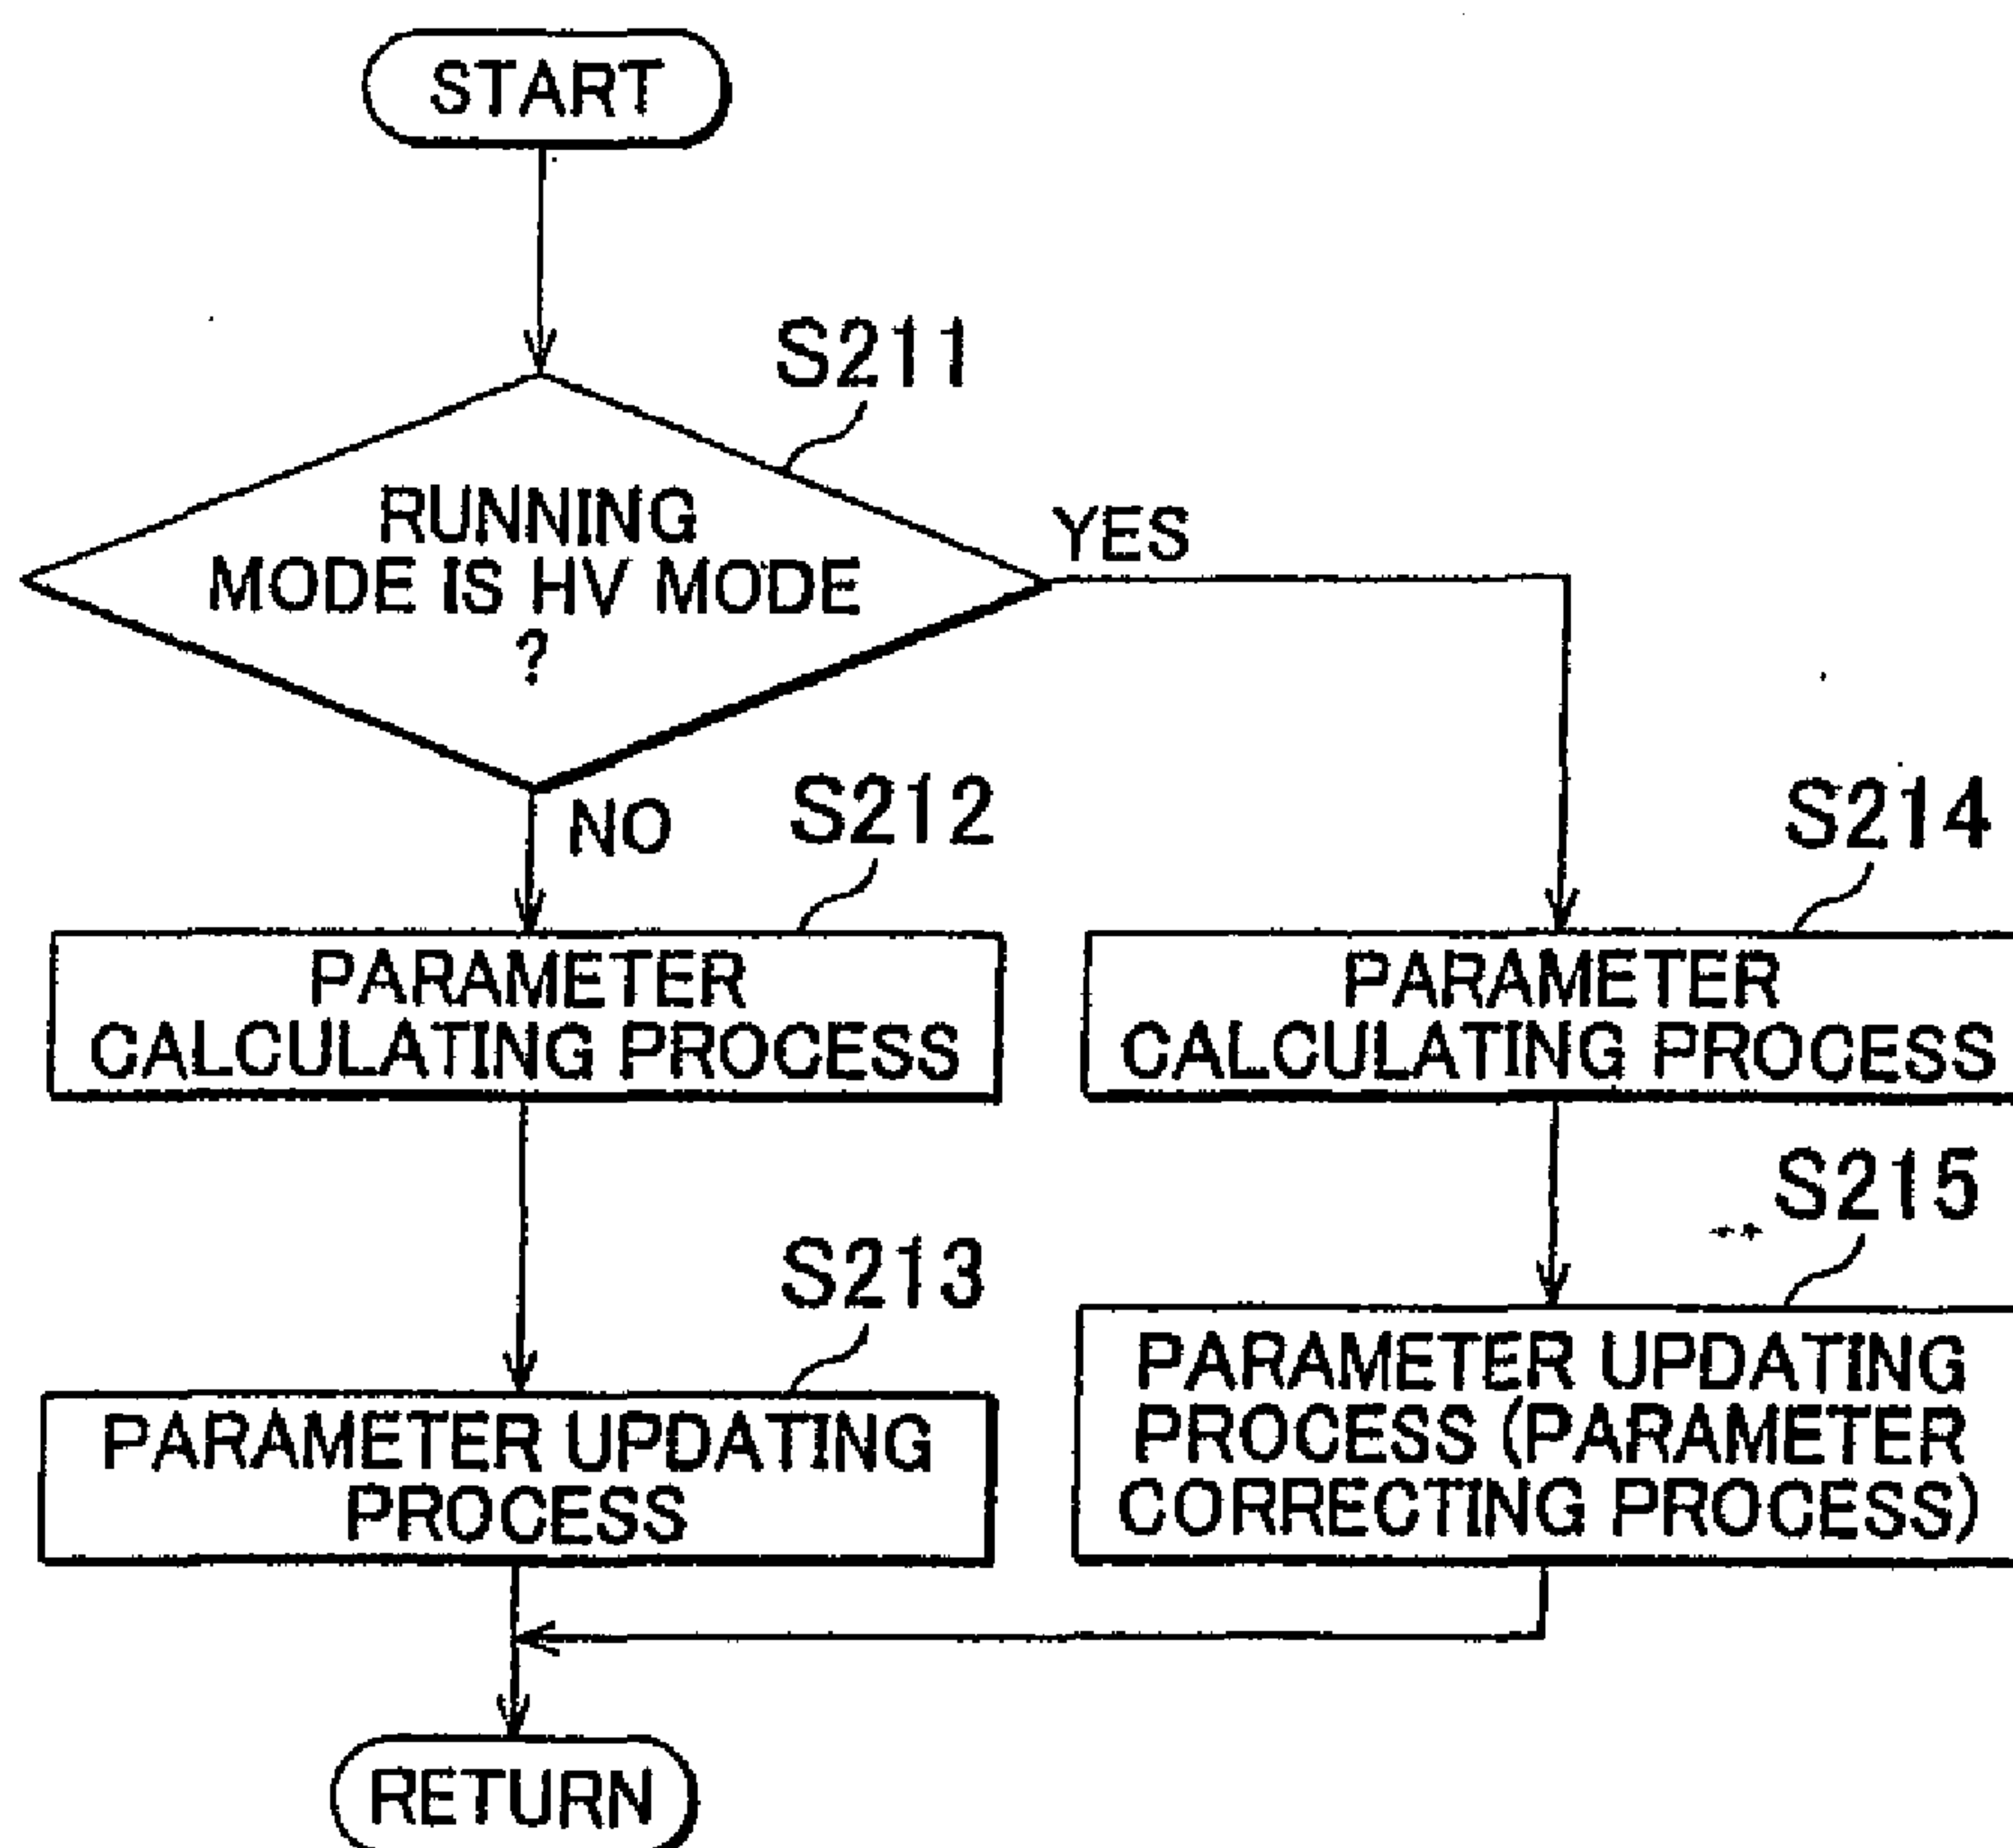 START
S211
RUNNING
MODE IS HV MODE
?
YES
NO
S212
PARAMETER
CALCULATING PROCESS
S214
PARAMETER
CALCULATING PROCESS
S213
PARAMETER UPDATING
PROCESS
S215
PARAMETER UPDATING
PROCESS (PARAMETER
CORRECTING PROCESS)
RETURN